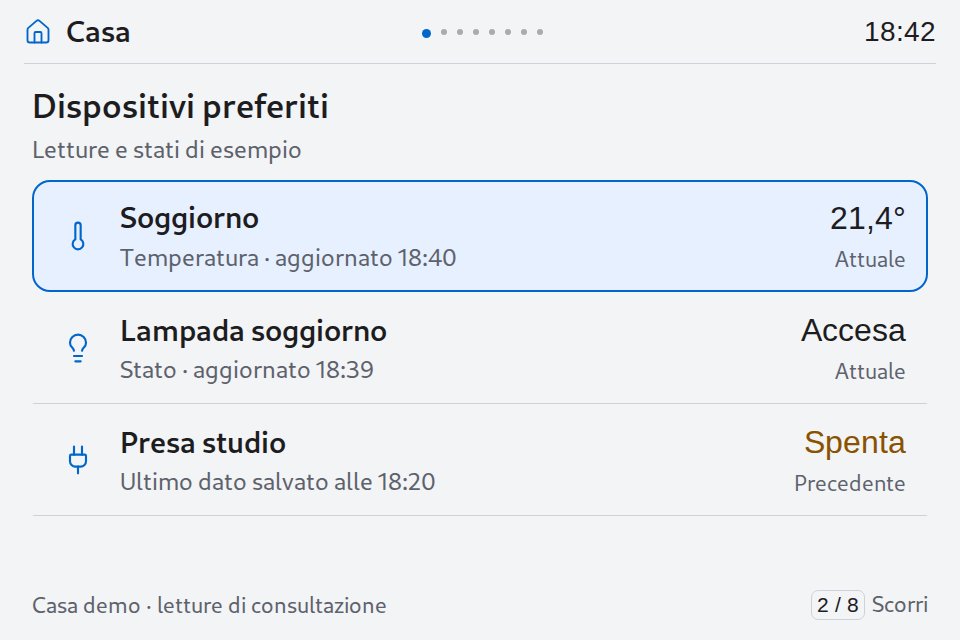 Casa
18:42
Dispositivi preferiti
Letture e stati di esempio
Soggiorno
21,4°
Temperatura · aggiornato 18:40
Attuale
Lampada soggiorno
Accesa
Stato · aggiornato 18:39
Attuale
Presa studio
Spenta
Ultimo dato salvato alle 18:20
Precedente
Casa demo · letture di consultazione
2 / 8 Scorri